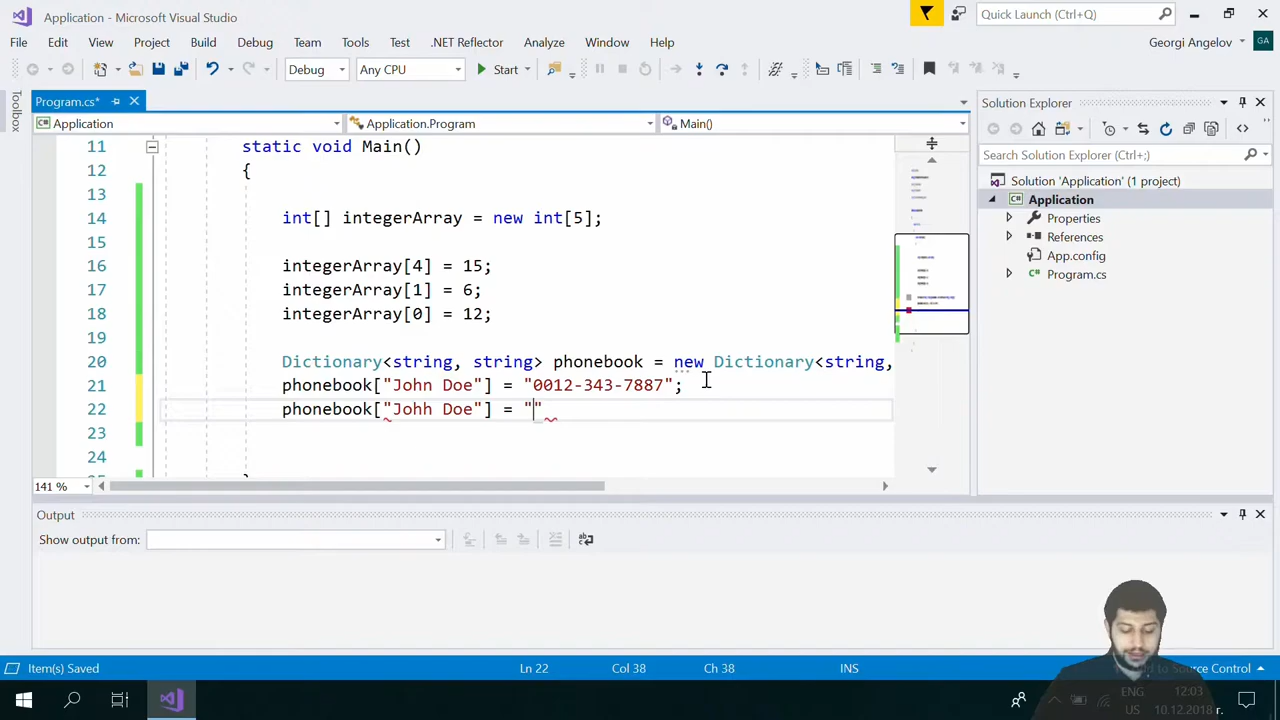 Application - Microsoft Visual Studio
Quick Launch (Ctrl+Q)
File Edit View Project Build Debug Team Tools Test .NET Reflector Analyze Window Help
Georgi Angelov GA
Debug Any CPU Start
Toolbox
Program.cs*
Application Application.Program Main()
11 static void Main()
12 {
13
14 int[] integerArray = new int[5];
15
16 integerArray[4] = 15;
17 integerArray[1] = 6;
18 integerArray[0] = 12;
19
20 Dictionary<string, string> phonebook = new Dictionary<string,
21 phonebook["John Doe"] = "0012-343-7887";
22 phonebook["Johh Doe"] = ""
23
24
141 %
Solution Explorer
Search Solution Explorer (Ctrl+;)
Solution 'Application' (1 project)
Application
Properties
References
App.config
Program.cs
Output
Show output from:
Item(s) Saved Ln 22 Col 38 Ch 38 INS to Source Control
ENG
US
12:03
10.12.2018 г.